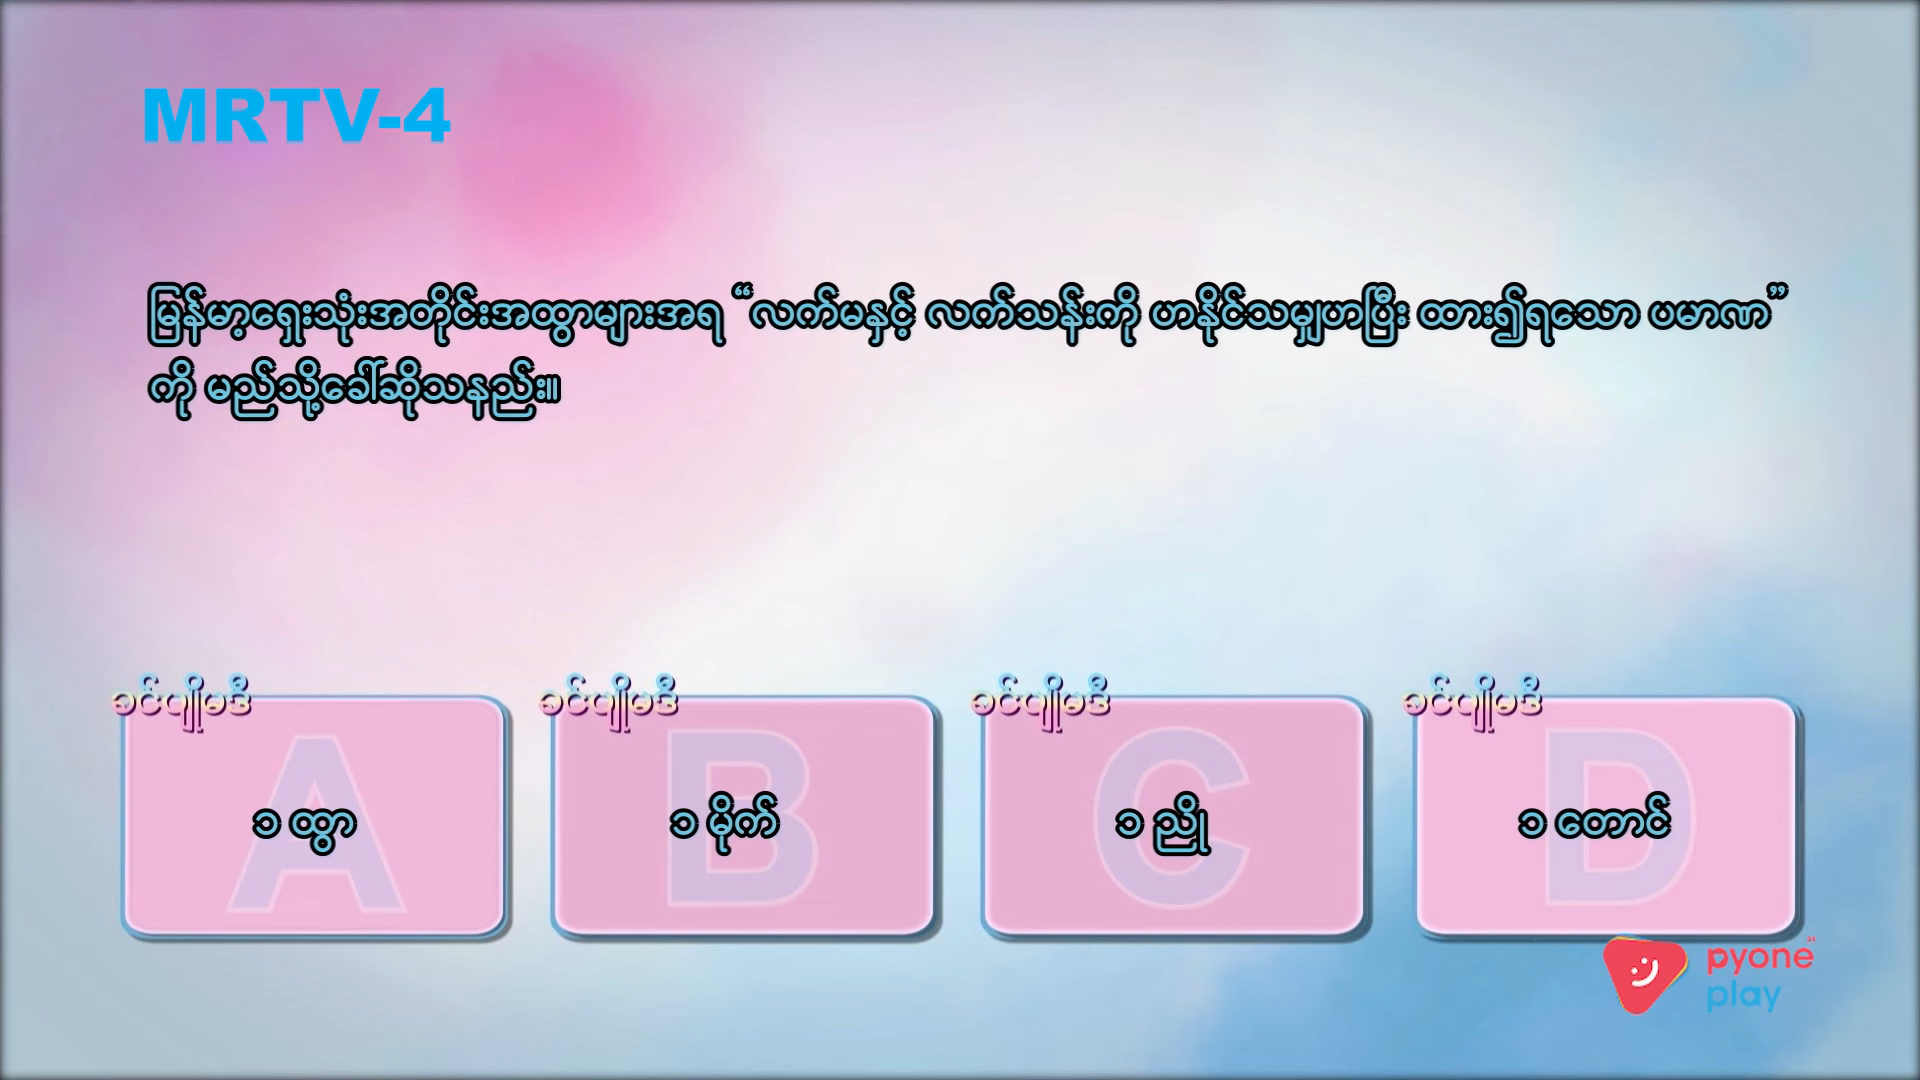 MRTV-4
မြန်မာ့ရှေးသုံးအတိုင်းအထွာများအရ “လက်မနှင့် လက်သန်းကို ဟနိုင်သမျှဟပြီး ထား၍ရသော ပမာဏ”
ကို မည်သို့ခေါ်ဆိုသနည်း။
ခင်ပျိုမဒီ ခင်ပျိုမဒီ ခင်ပျိုမဒီ ခင်ပျိုမဒီ
A B C D
၁ ထွာ ၁ မိုက် ၁ ညှို ၁ တောင်
pyone
play